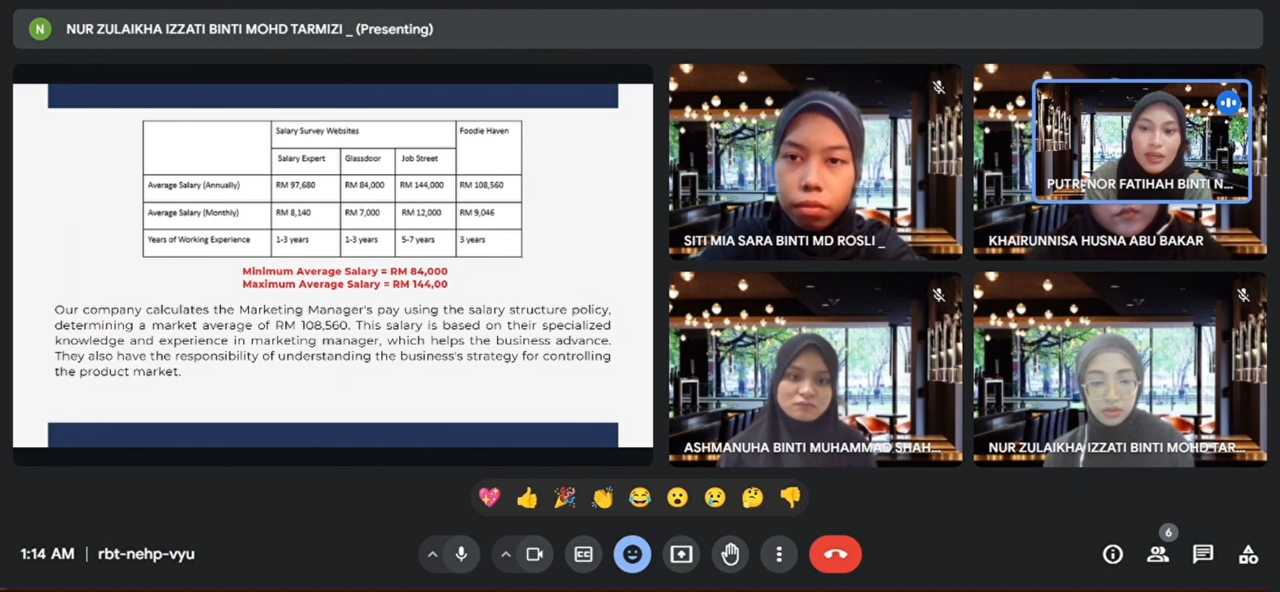 N NUR ZULAIKHA IZZATI BINTI MOHD TARMIZI _ (Presenting)
Salary Survey Websites Foodie Haven
Salary Expert Glassdoor Job Street
Average Salary (Annually) RM 97,680 RM 84,000 RM 144,000 RM 108,560
Average Salary (Monthly) RM 8,140 RM 7,000 RM 12,000 RM 9,046
Years of Working Experience 1-3 years 1-3 years 5-7 years 3 years
Minimum Average Salary = RM 84,000
Maximum Average Salary = RM 144,00
Our company calculates the Marketing Manager's pay using the salary structure policy,
determining a market average of RM 108,560. This salary is based on their specialized
knowledge and experience in marketing manager, which helps the business advance.
They also have the responsibility of understanding the business's strategy for controlling
the product market.
SITI MIA SARA BINTI MD ROSLI _
PUTRENOR FATIHAH BINTI N...
KHAIRUNNISA HUSNA ABU BAKAR
ASHMANUHA BINTI MUHAMMAD SHAH...
NUR ZULAIKHA IZZATI BINTI MOHD TAR...
1:14 AM | rbt-nehp-vyu
CC
6